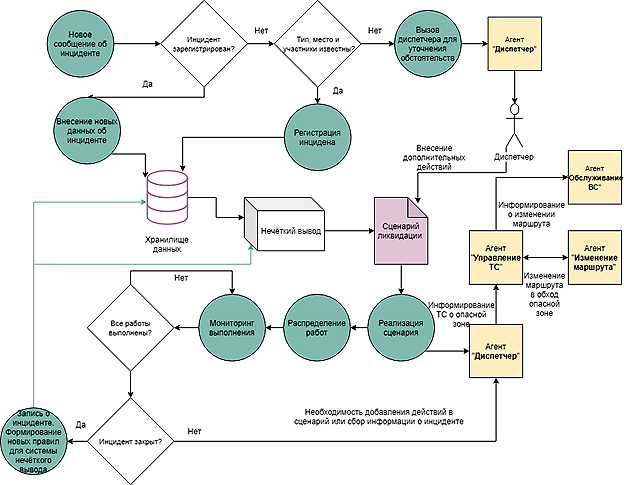 Новое
сообщение об
инциденте
Инцидент
зарегистрирован?
Нет
Тип, место и
участники известны?
Нет
Вызов
диспетчера для
уточнения
обстоятельств
Агент
"Диспетчер"
Да
Да
Внесение новых
данных об
инциденте
Регистрация
инцидена
Внесение
дополнительных
действий
Диспетчер
Агент
Обслуживание
ВС"
Хранилище
данных
Нечёткий вывод
Сценарий
ликвидации
Информирование
о изменении
маршрута
Агент
"Управление
ТС"
Агент
"Изменение
маршрута"
Изменение
маршрута
в обход
опасной
зоне
Нет
Все работы
выполнены?
Мониторинг
выполнения
Распределение
работ
Реализация
сценария
Информирование
ТС о опасной
зоне
Агент
"Диспетчер"
Запись о
инциденте.
Формирование
новых правил
для системы
нечёткого
вывода
Да
Инцидент закрыт?
Нет
Необходимость добавления действий в
сценарий или сбор информации о инциденте